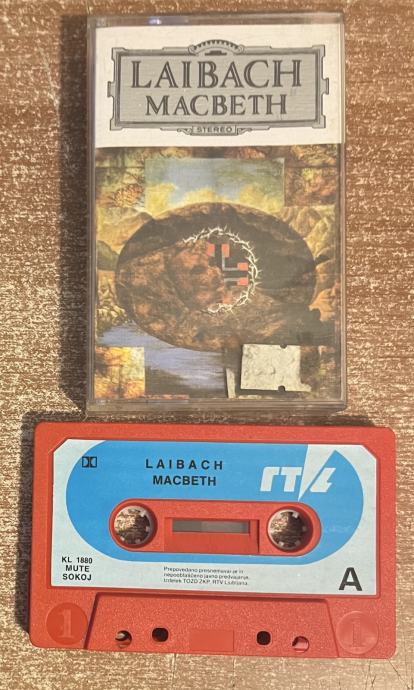 LAIBACH
MACBETH
STEREO
LAIBACH
MACBETH
RTL
KL 1880
MUTE
SOKOJ
Prepovedano presnemavanje in
nepooblaščeno javno predvajanje.
Izdelek TOZD ZKP, RTV Ljubljana.
A
1
1